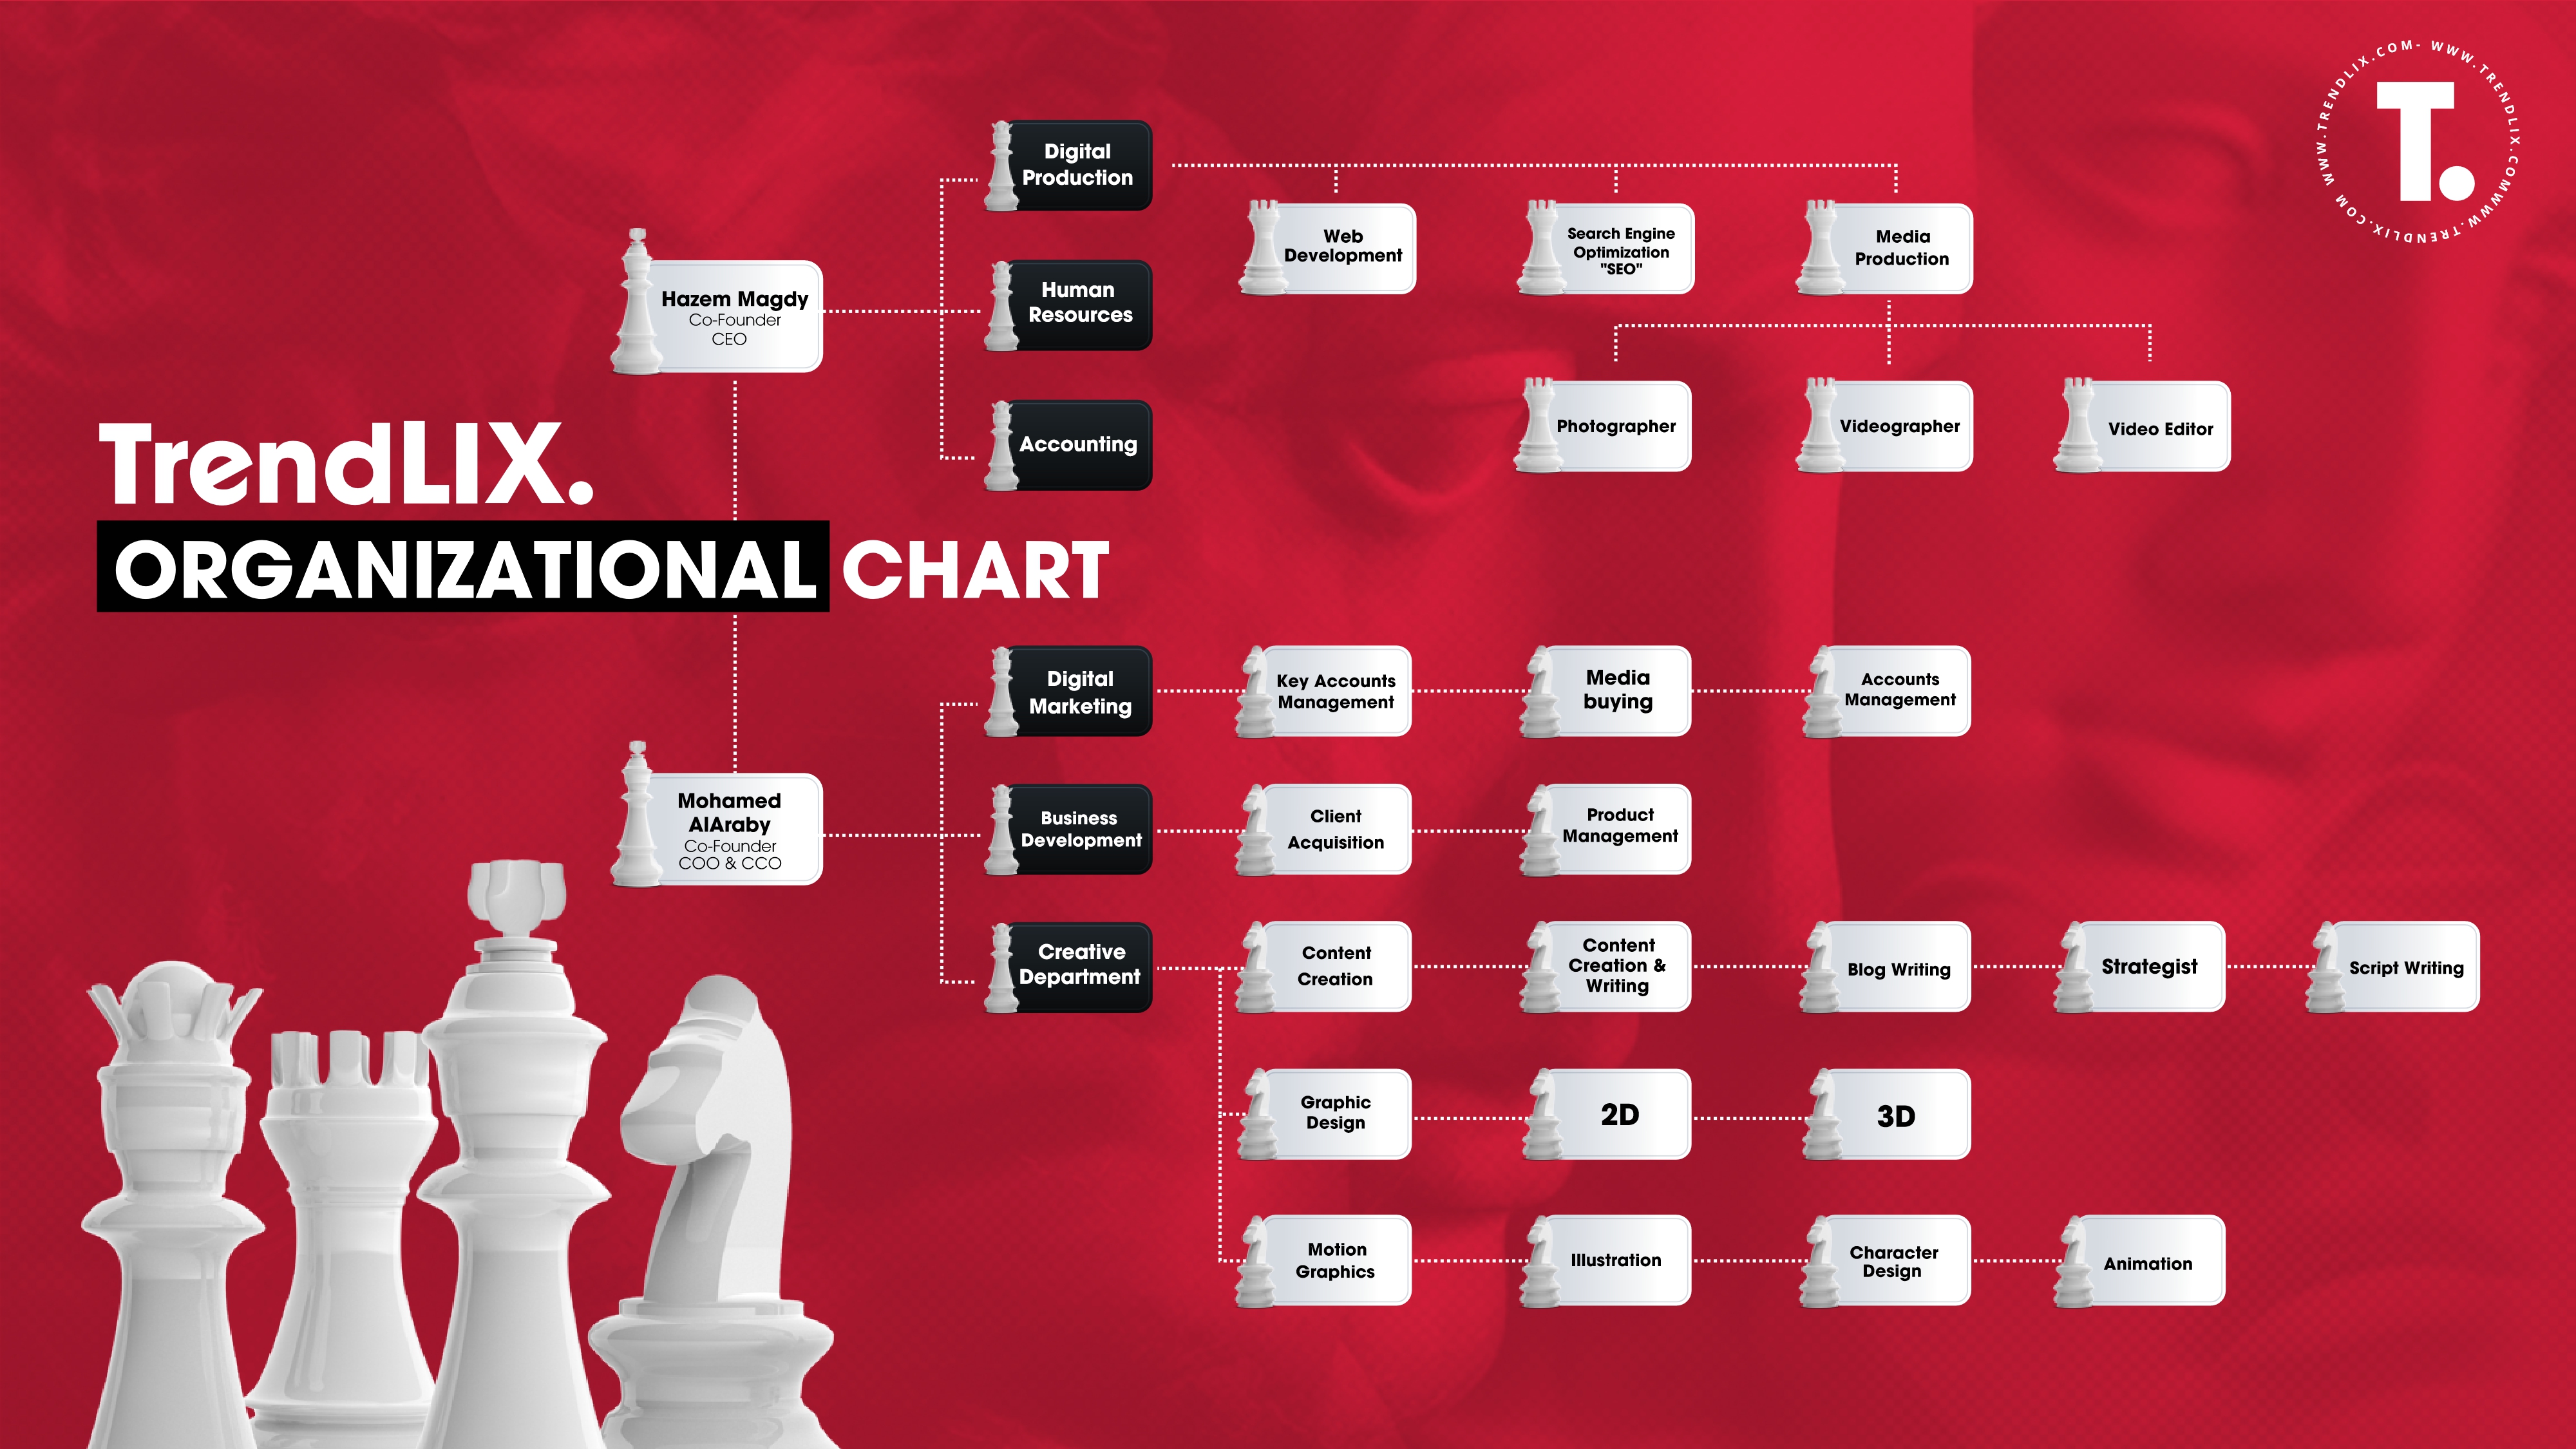 WWW.TRENDLIX.COM- WWW.TRENDLIX.COMWWW.TRENDLIX.COM
T.
TrendLIX.
ORGANIZATIONAL CHART
Hazem Magdy
Co-Founder
CEO
Digital
Production
Human
Resources
Accounting
Web
Development
Search Engine
Optimization
"SEO"
Media
Production
Photographer
Videographer
Video Editor
Mohamed
AlAraby
Co-Founder
COO & CCO
Digital
Marketing
Key Accounts
Management
Media
buying
Accounts
Management
Business
Development
Client
Acquisition
Product
Management
Creative
Department
Content
Creation
Content
Creation &
Writing
Blog Writing
Strategist
Script Writing
Graphic
Design
2D
3D
Motion
Graphics
Illustration
Character
Design
Animation